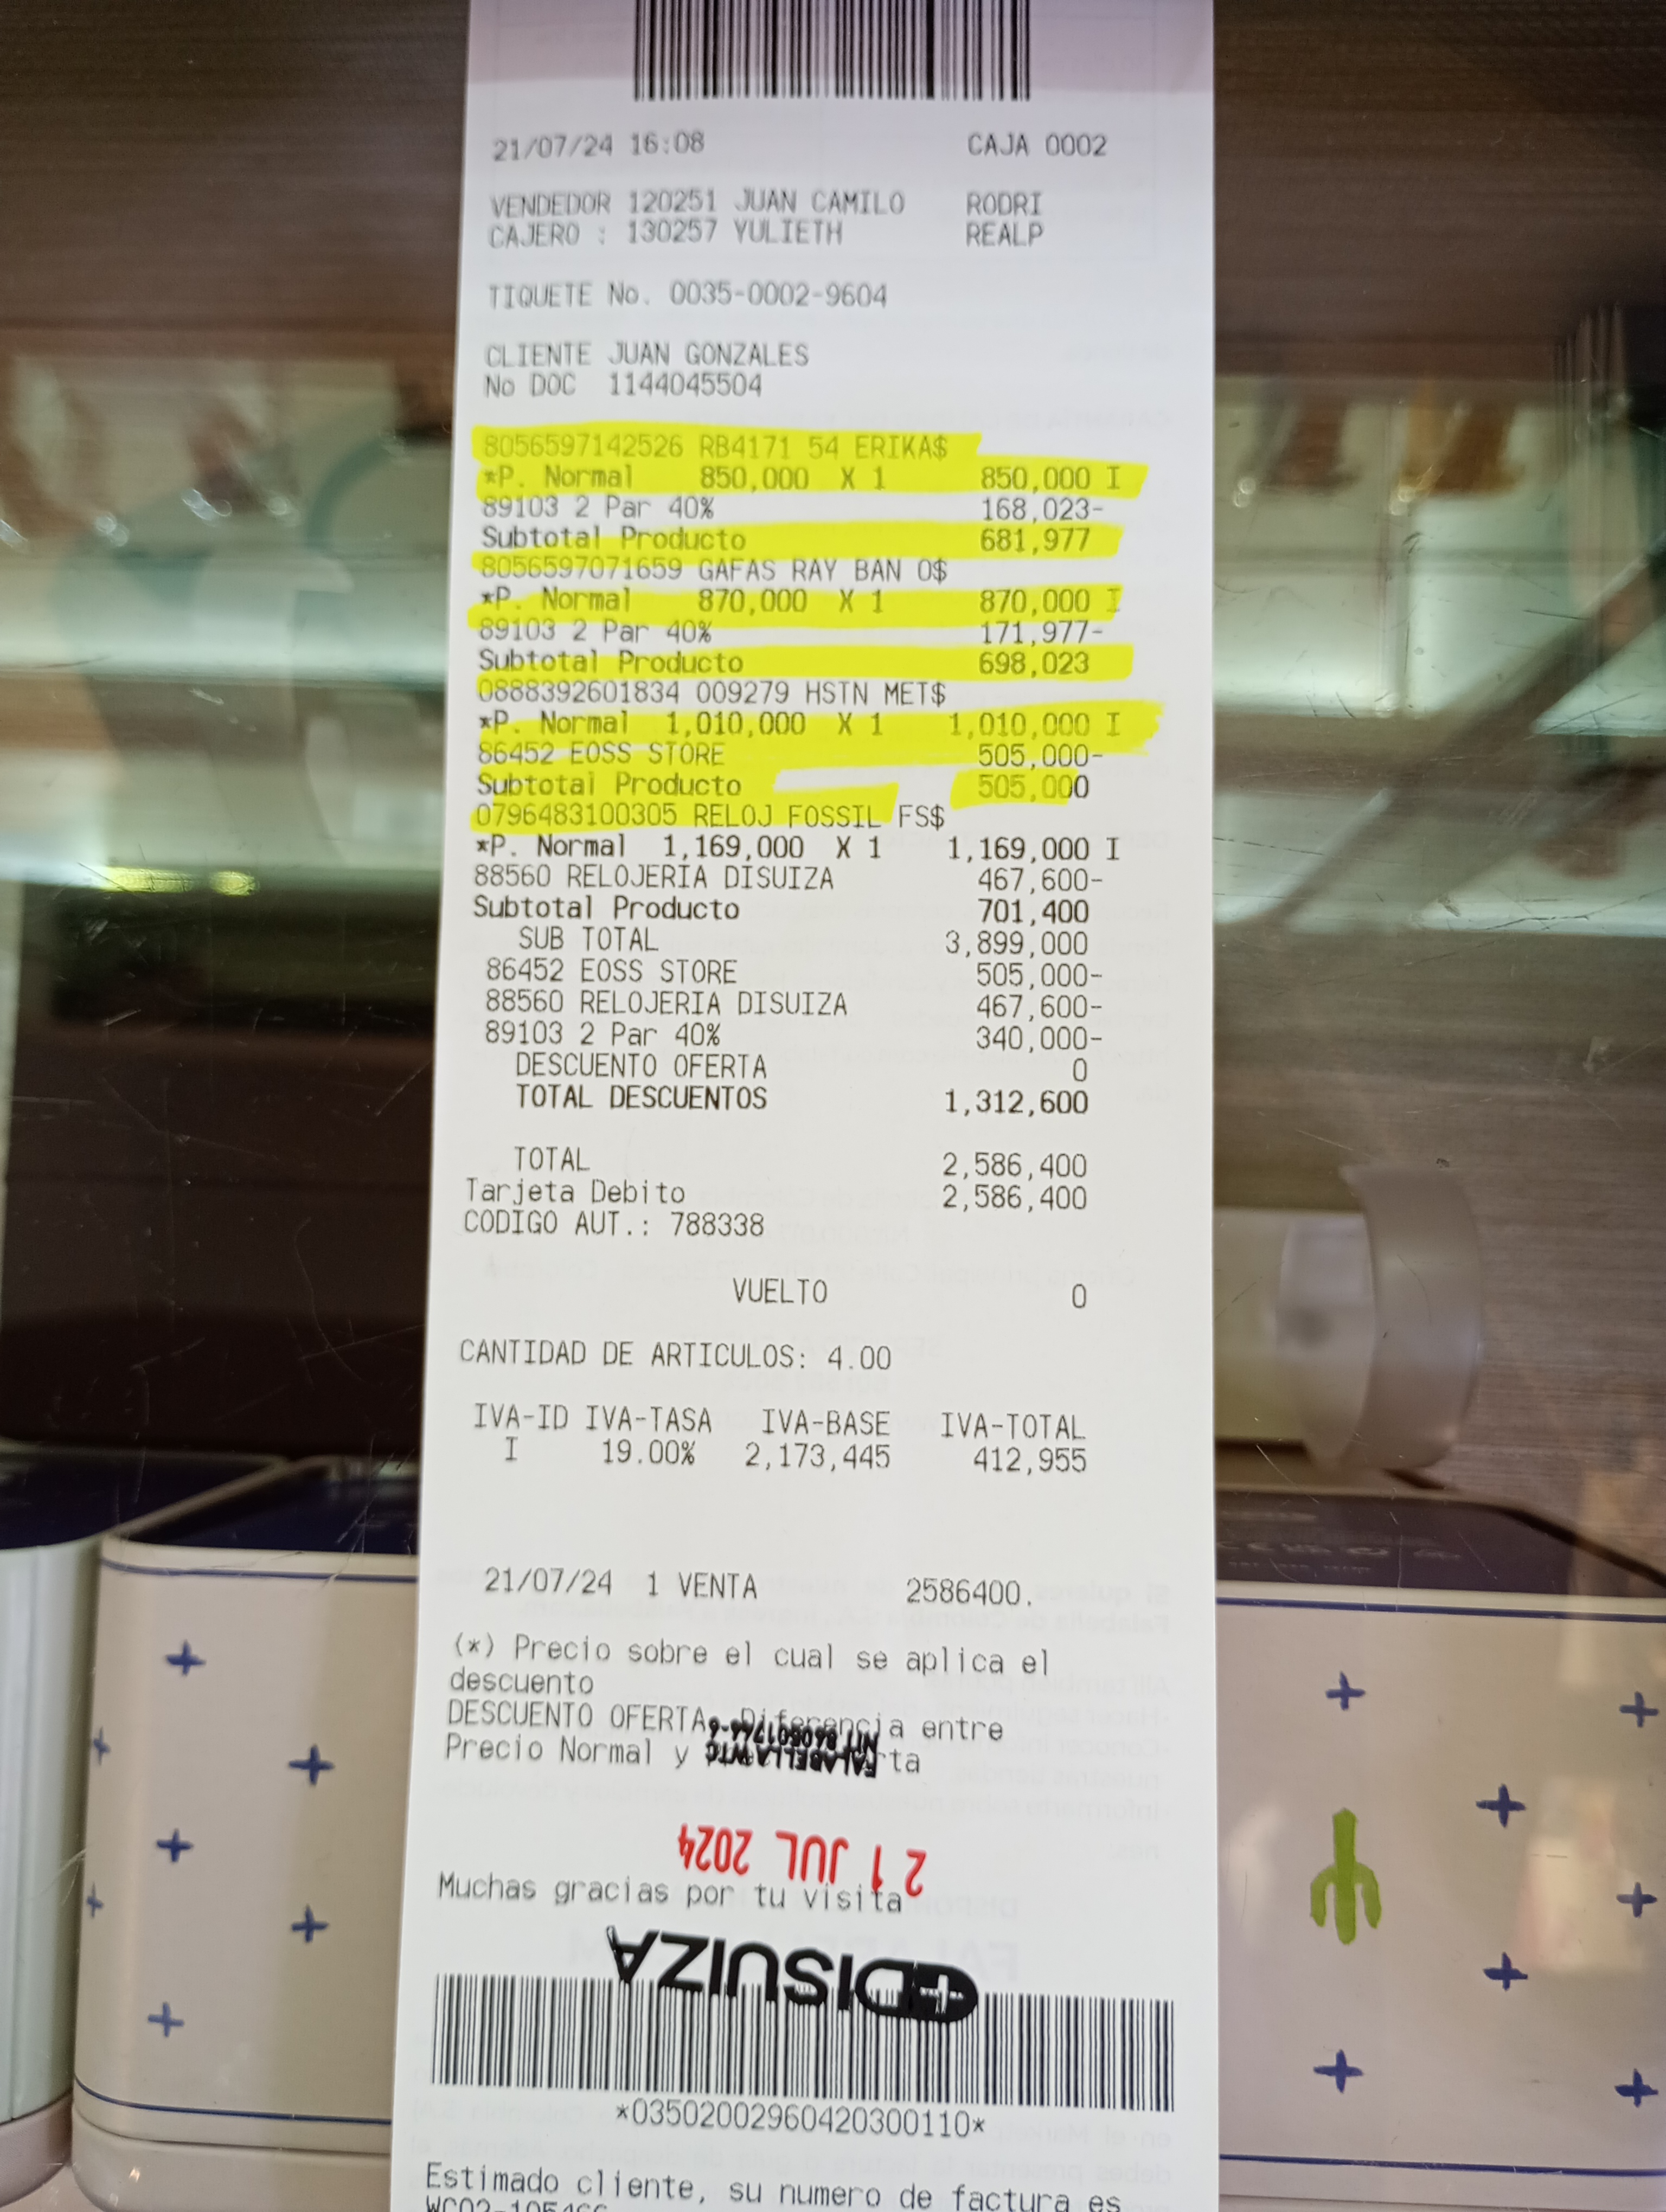 21/07/24 16:08 CAJA 0002
VENDEDOR 120251 JUAN CAMILO RODRI
CAJERO : 130257 YULIETH REALP
TIQUETE No. 0035-0002-9604
CLIENTE JUAN GONZALES
No DOC 1144045504
8056597142526 RB4171 54 ERIKA$
*P. Normal 850,000 X 1 850,000 I
89103 2 Par 40% 168,023-
Subtotal Producto 681,977
8056597071659 GAFAS RAY BAN O$
*P. Normal 870,000 X 1 870,000 I
89103 2 Par 40% 171,977-
Subtotal Producto 698,023
0888392601834 009279 HSTN MET$
*P. Normal 1,010,000 X 1 1,010,000 I
86452 EOSS STORE 505,000-
Subtotal Producto 505,000
0796483100305 RELOJ FOSSIL FS$
*P. Normal 1,169,000 X 1 1,169,000 I
88560 RELOJERIA DISUIZA 467,600-
Subtotal Producto 701,400
SUB TOTAL 3,899,000
86452 EOSS STORE 505,000-
88560 RELOJERIA DISUIZA 467,600-
89103 2 Par 40% 340,000-
DESCUENTO OFERTA 0
TOTAL DESCUENTOS 1,312,600
TOTAL 2,586,400
Tarjeta Debito 2,586,400
CODIGO AUT.: 788338
VUELTO 0
CANTIDAD DE ARTICULOS: 4.00
IVA-ID IVA-TASA IVA-BASE IVA-TOTAL
I 19.00% 2,173,445 412,955
21/07/24 1 VENTA 2586400.
(*) Precio sobre el cual se aplica el
descuento
DESCUENTO OFERTA Diferencia entre
Precio Normal y
FALABELLA WTC
21 JUL 2024
Muchas gracias por tu visita
DISUIZA
*03502002960420300110*
Estimado cliente, su numero de factura es